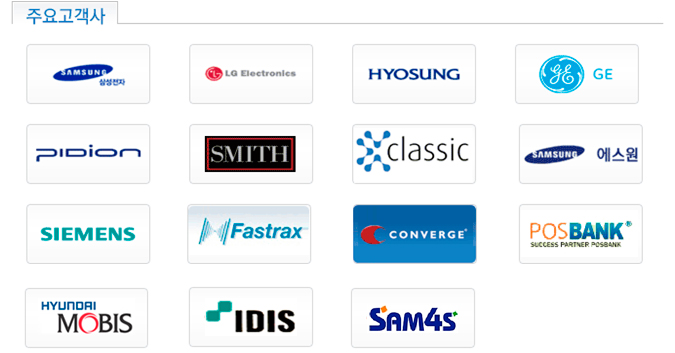 주요고객사
SAMSUNG
삼성전자
LG Electronics
HYOSUNG
GE GE
PIDION
SMITH
classic
SAMSUNG 에스원
SIEMENS
Fastrax
CONVERGE
POSBANK®
SUCCESS PARTNER POSBANK
HYUNDAI
MOBIS
IDIS
SAM4S